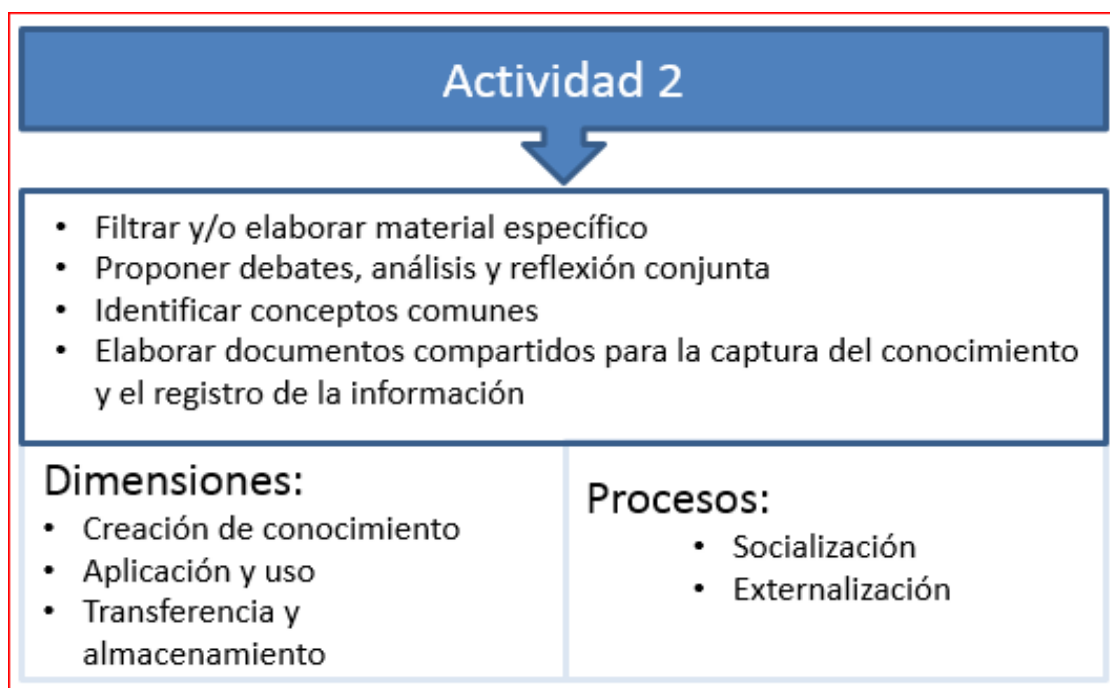 Actividad 2
• Filtrar y/o elaborar material específico
• Proponer debates, análisis y reflexión conjunta
• Identificar conceptos comunes
• Elaborar documentos compartidos para la captura del conocimiento
y el registro de la información
Dimensiones:
• Creación de conocimiento
• Aplicación y uso
• Transferencia y
almacenamiento
Procesos:
• Socialización
• Externalización